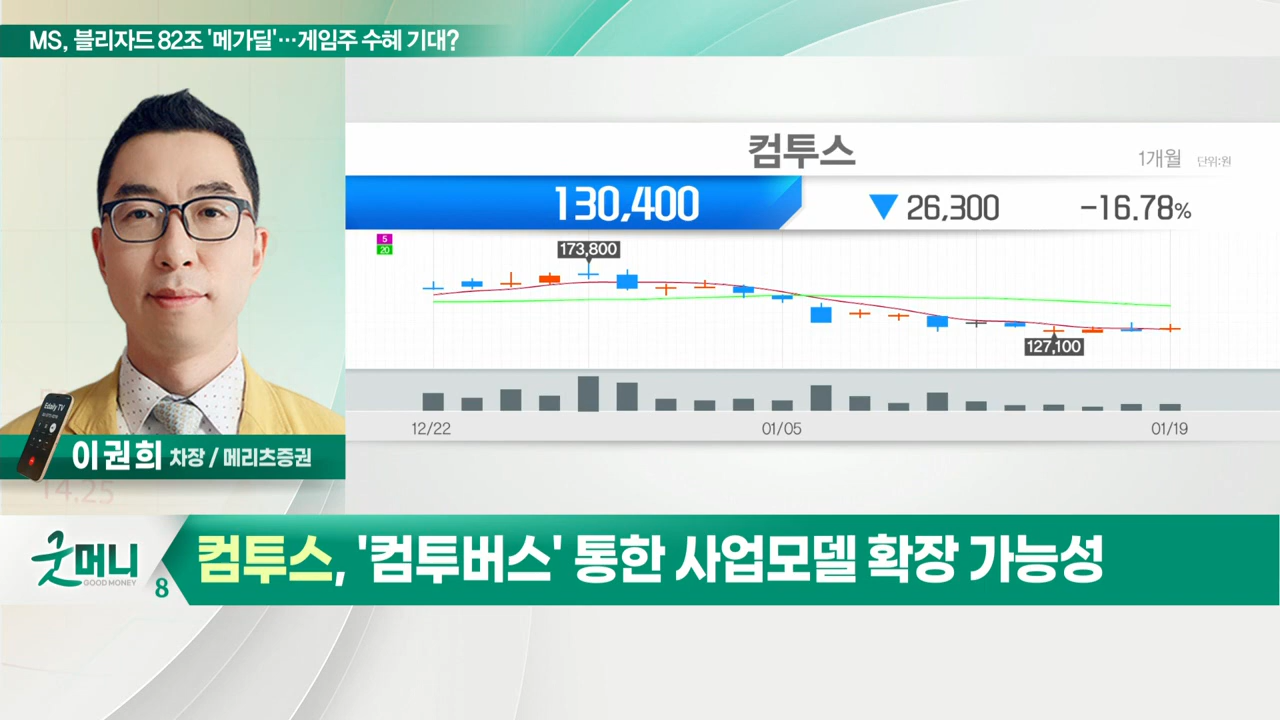 MS, 블리자드 82조 '메가딜'…게임주 수혜 기대?
컴투스
1개월 단위:원
130,400 ▼ 26,300 -16.78%
5
20
173,800
127,100
12/22 01/05 01/19
Edaily TV
이권희 차장 / 메리츠증권
14.25
굿머니
GOOD MONEY
8
컴투스, '컴투버스' 통한 사업모델 확장 가능성